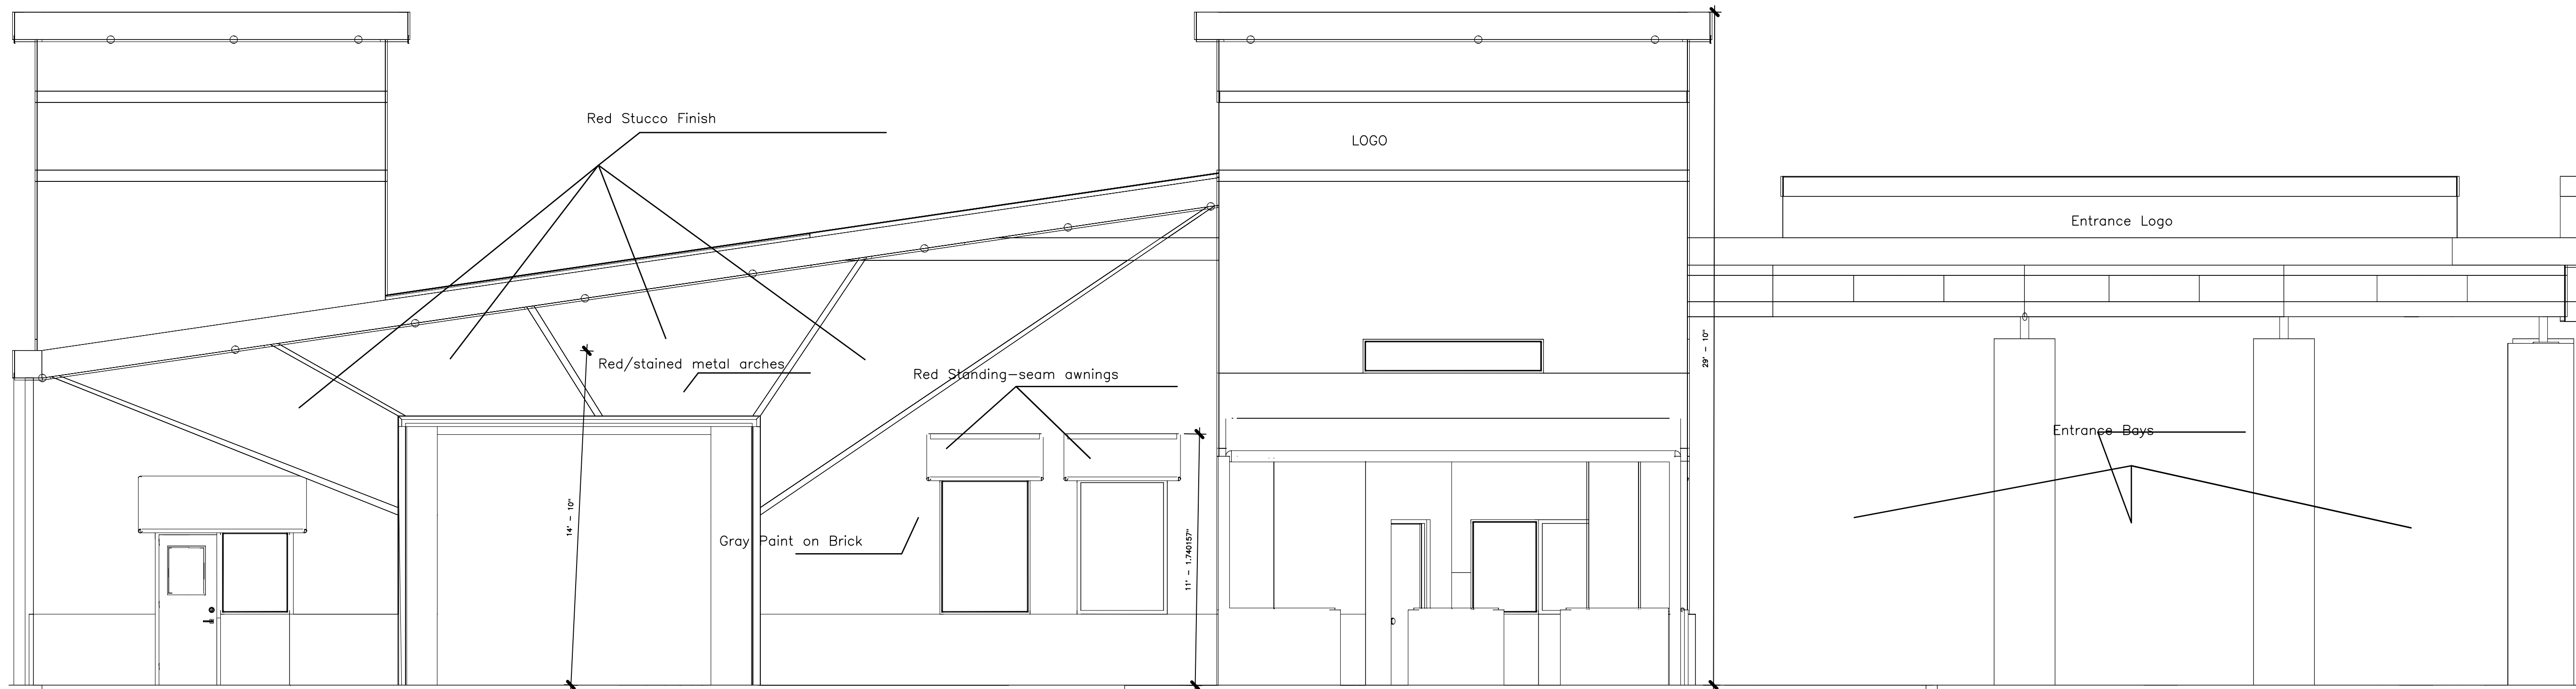 Red Stucco Finish
LOGO
Entrance Logo
Red/stained metal arches
Red Standing-seam awnings
29' - 10"
Entrance Bays
14' - 10"
Gray Paint on Brick
11' - 1.740157"